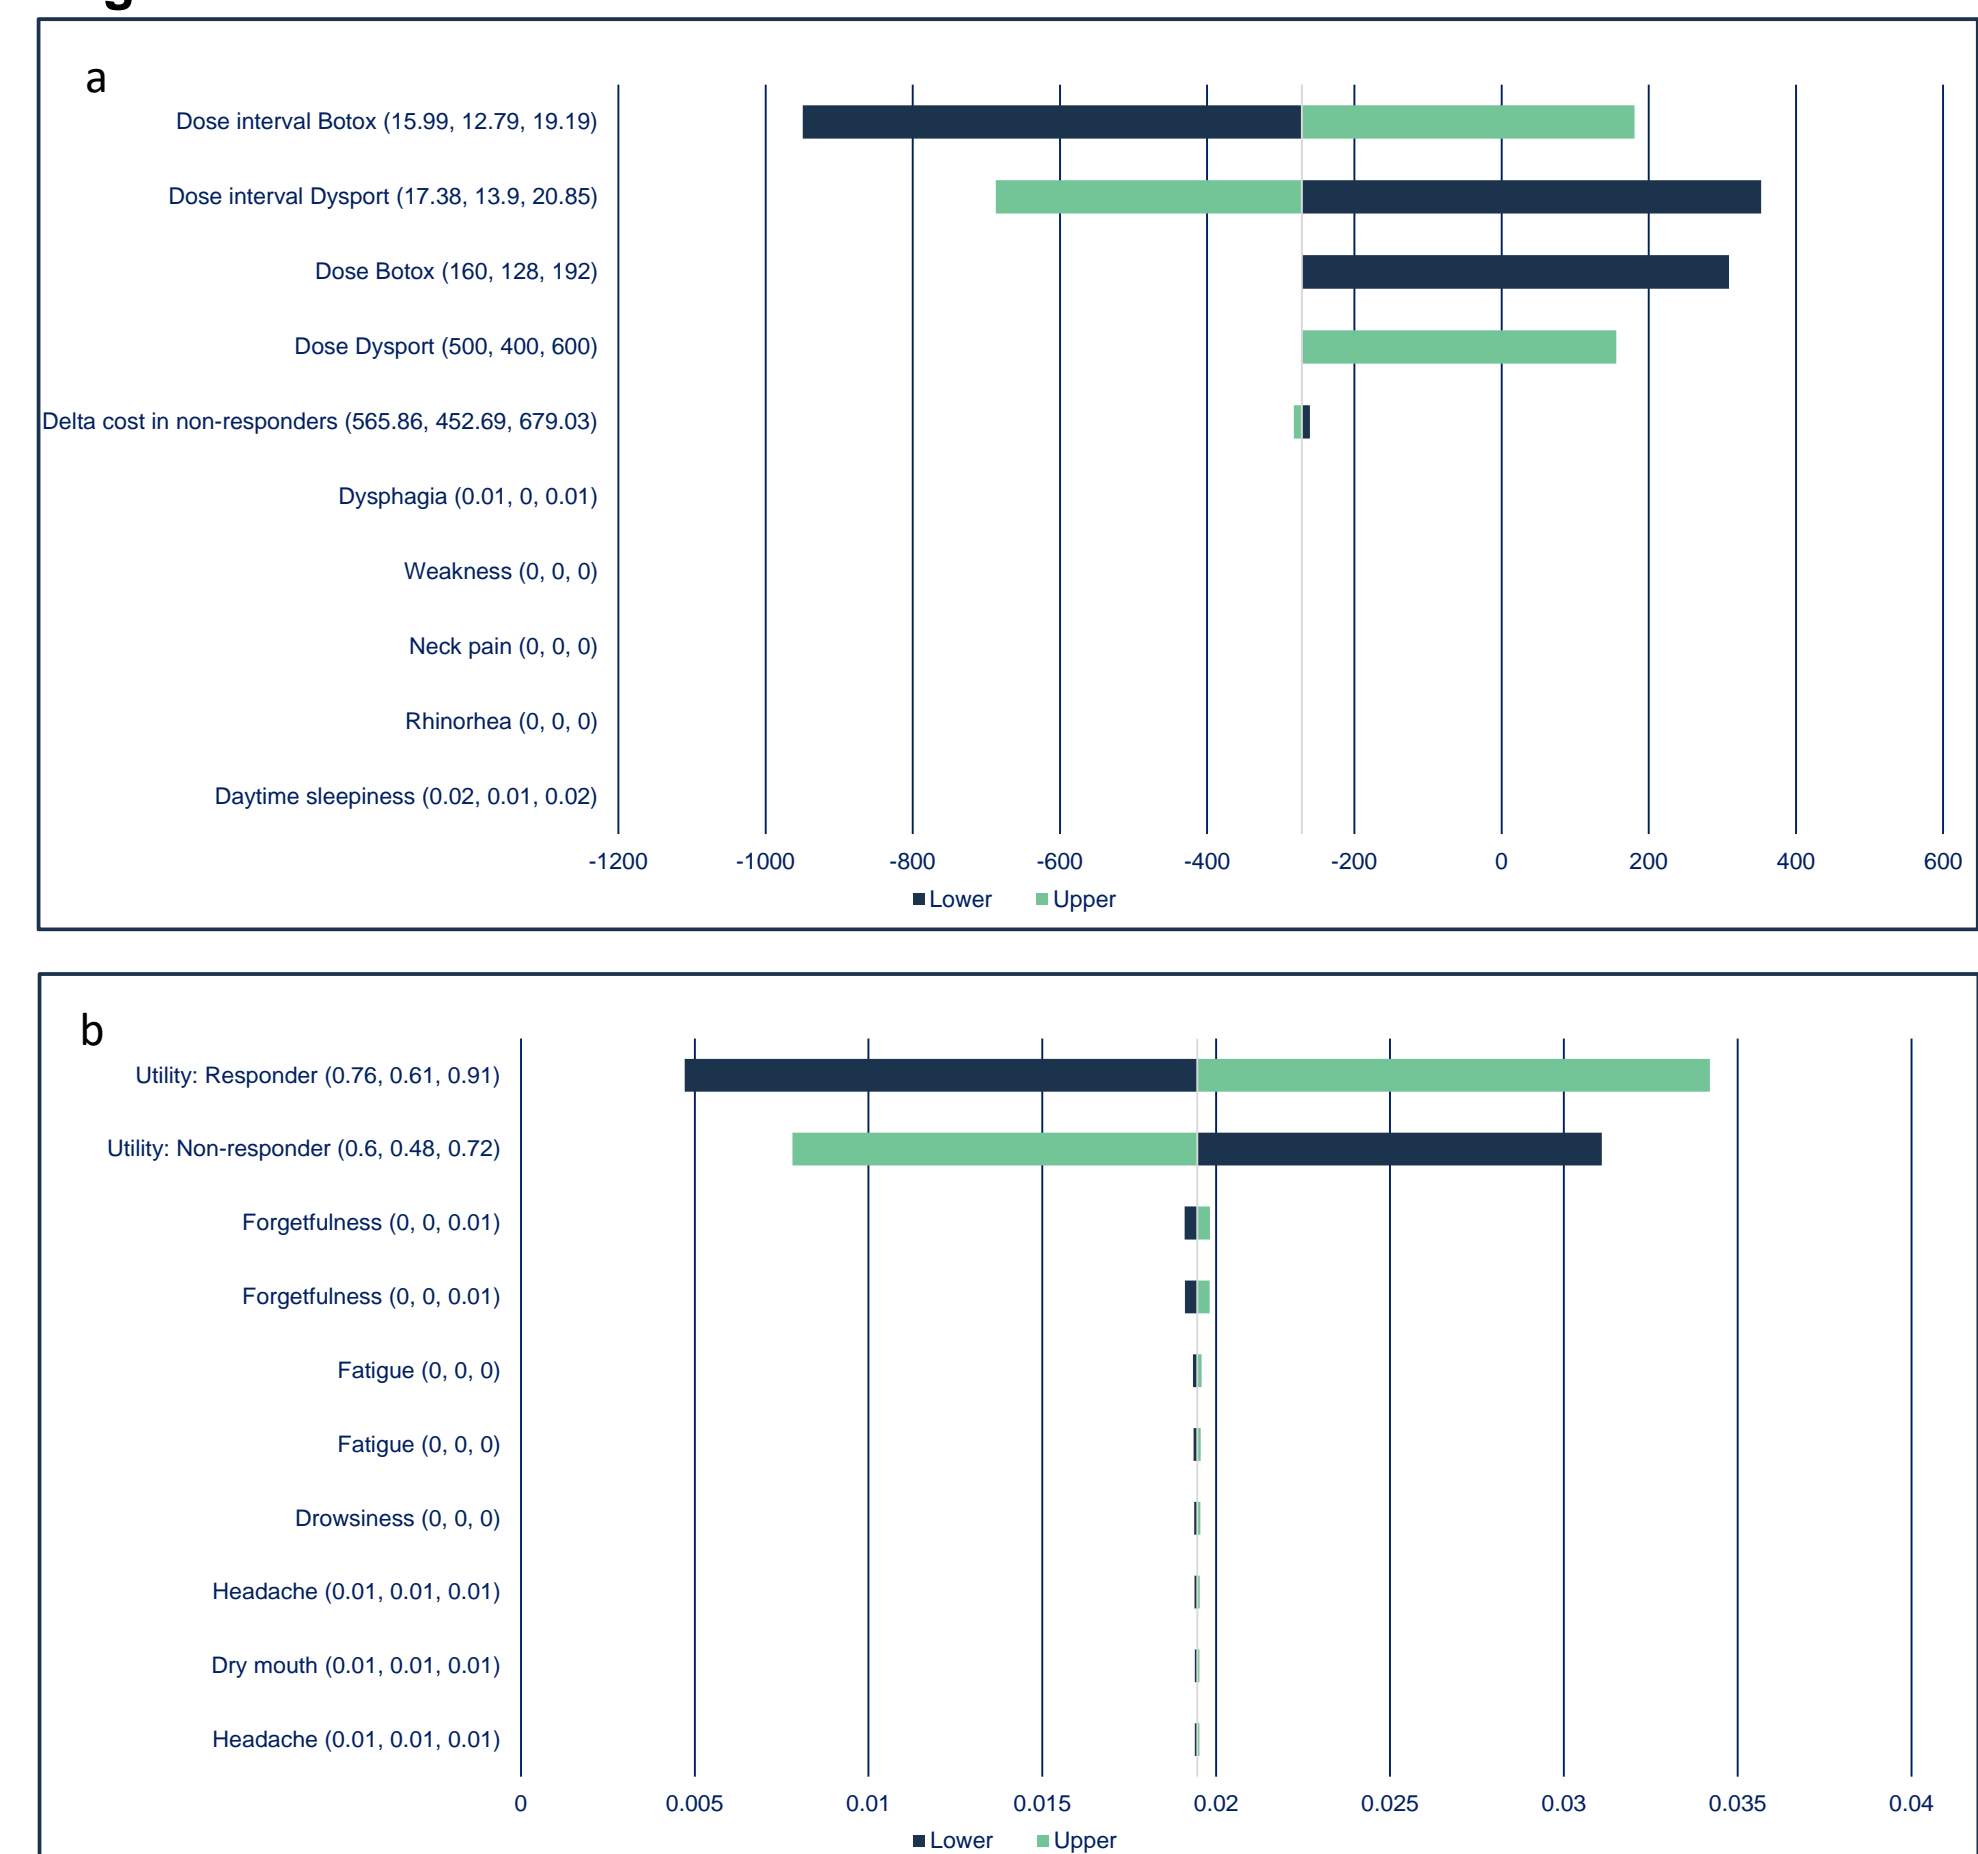 a
Dose interval Botox (15.99, 12.79, 19.19)
Dose interval Dysport (17.38, 13.9, 20.85)
Dose Botox (160, 128, 192)
Dose Dysport (500, 400, 600)
Delta cost in non-responders (565.86, 452.69, 679.03)
Dysphagia (0.01, 0, 0.01)
Weakness (0, 0, 0)
Neck pain (0, 0, 0)
Rhinorhea (0, 0, 0)
Daytime sleepiness (0.02, 0.01, 0.02)
-1200 -1000 -800 -600 -400 -200 0 200 400 600
Lower Upper
b
Utility: Responder (0.76, 0.61, 0.91)
Utility: Non-responder (0.6, 0.48, 0.72)
Forgetfulness (0, 0, 0.01)
Forgetfulness (0, 0, 0.01)
Fatigue (0, 0, 0)
Fatigue (0, 0, 0)
Drowsiness (0, 0, 0)
Headache (0.01, 0.01, 0.01)
Dry mouth (0.01, 0.01, 0.01)
Headache (0.01, 0.01, 0.01)
0 0.005 0.01 0.015 0.02 0.025 0.03 0.035 0.04
Lower Upper